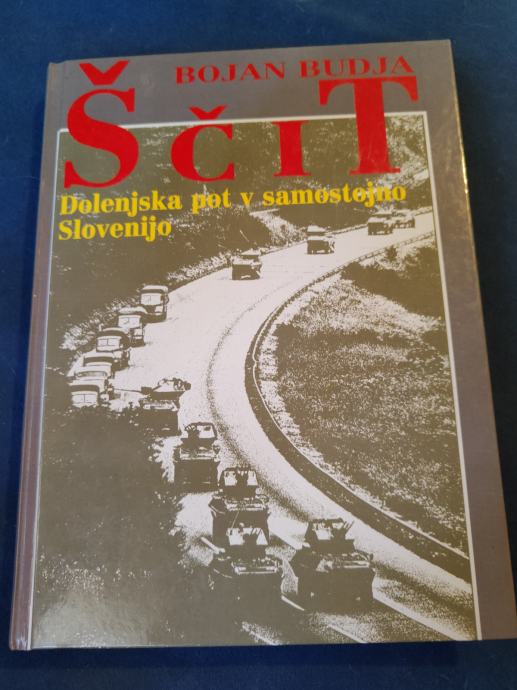 BOJAN BUDJA
ŠČIT
Dolenjska pot v samostojno
Slovenijo